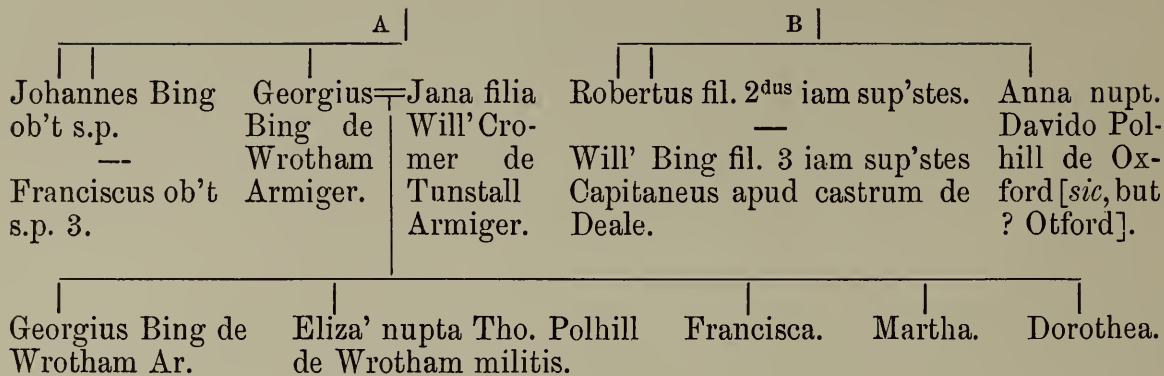 A
B
Johannes Bing
ob't s.p.
—
Franciscus ob't
s.p. 3.
Georgius
Bing de
Wrotham
Armiger.
Jana filia
Will' Cro-
mer de
Tunstall
Armiger.
Robertus fil. 2dus iam sup'stes.
—
Will' Bing fil. 3 iam sup'stes
Capitaneus apud castrum de
Deale.
Anna nupt.
Davido Pol-
hill de Ox-
ford [sic, but
? Otford].
Georgius Bing de
Wrotham Ar.
Eliza' nupta Tho. Polhill
de Wrotham militis.
Francisca.
Martha.
Dorothea.